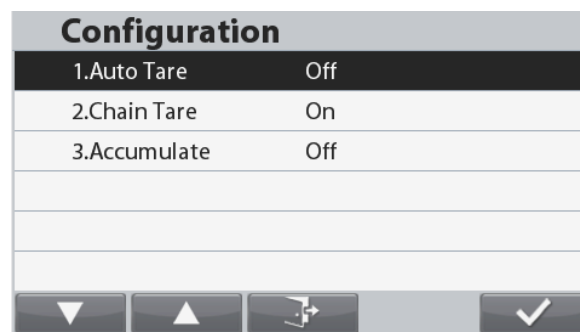 Configuration
1.Auto Tare Off
2.Chain Tare On
3.Accumulate Off